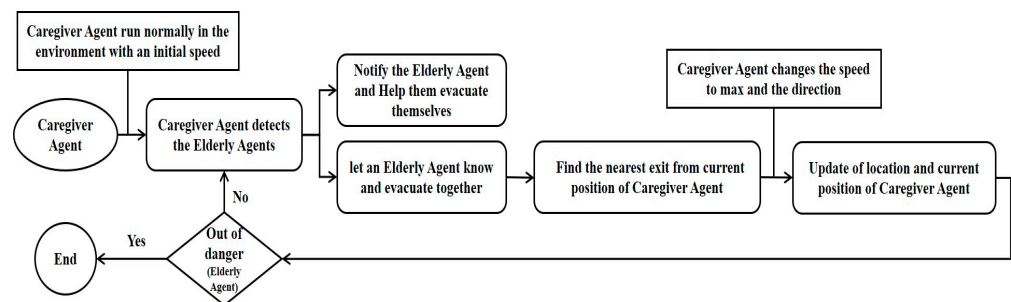 Caregiver Agent run normally in the
environment with an initial speed
Caregiver
Agent
Caregiver Agent detects
the Elderly Agents
Notify the Elderly Agent
and Help them evacuate
themselves
let an Elderly Agent know
and evacuate together
Find the nearest exit from current
position of Caregiver Agent
Caregiver Agent changes the speed
to max and the direction
Update of location and current
position of Caregiver Agent
No
Out of
danger
(Elderly
Agent)
Yes
End